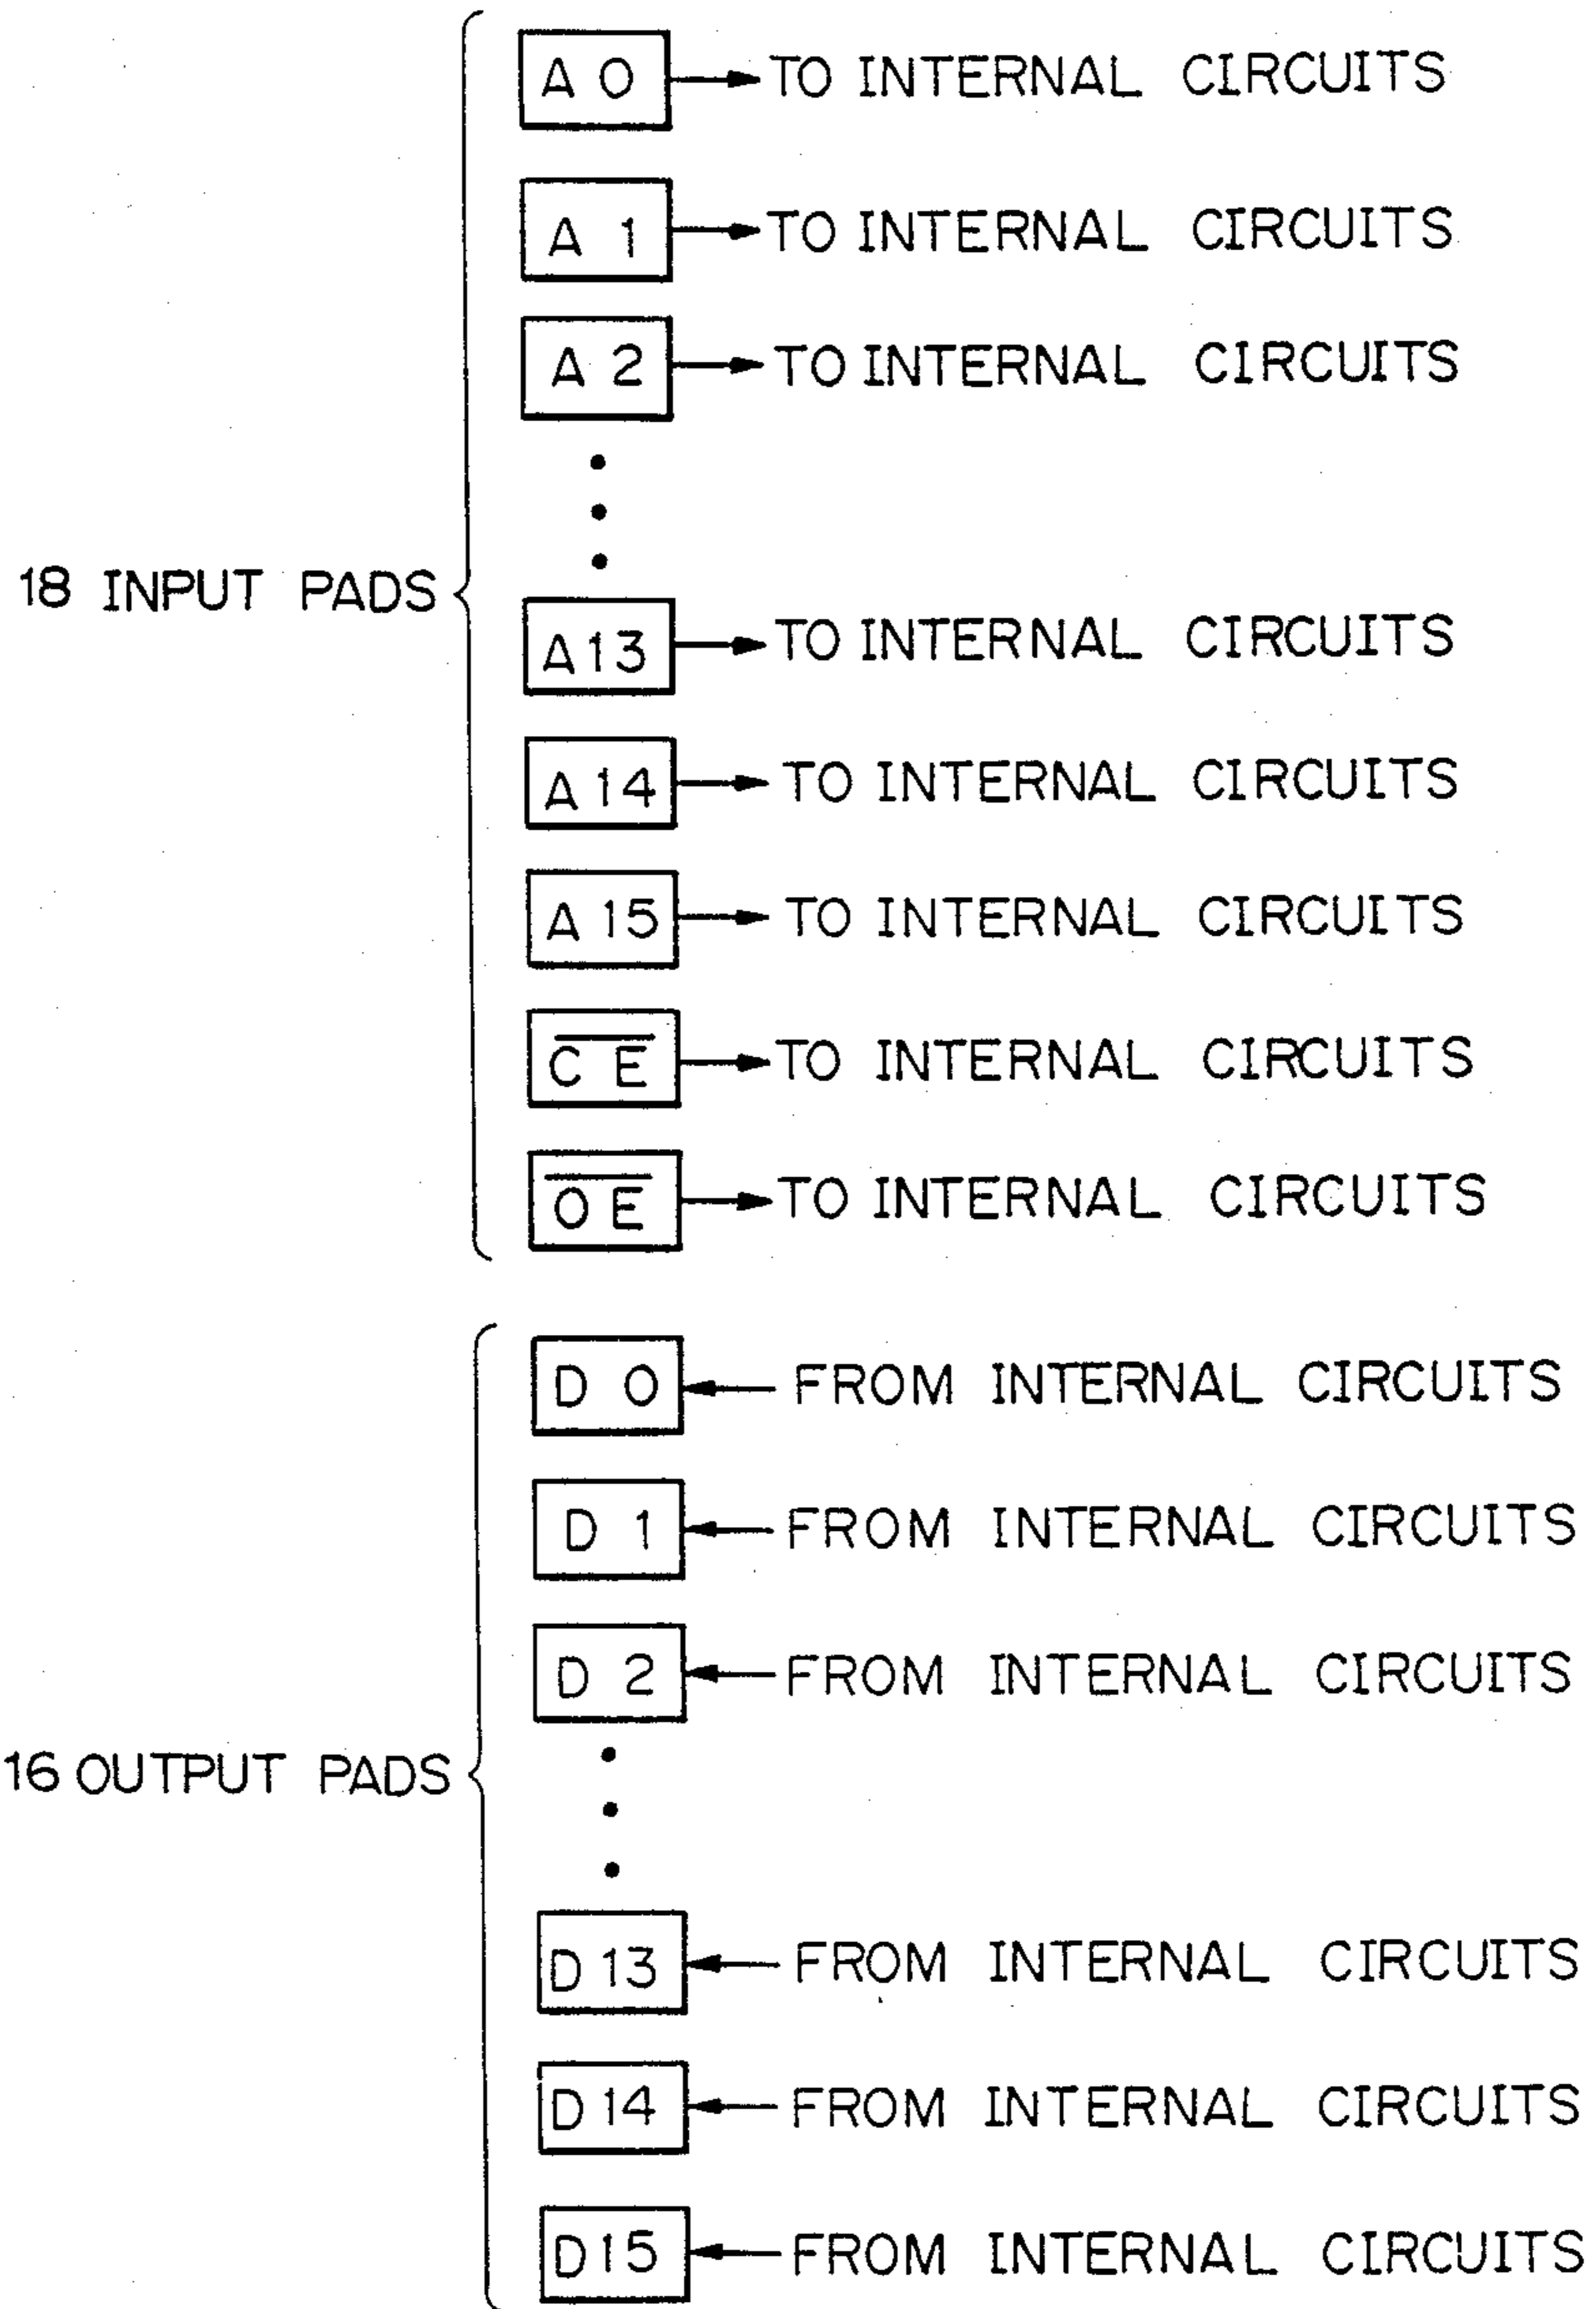 A 0 TO INTERNAL CIRCUITS
A 1 TO INTERNAL CIRCUITS
A 2 TO INTERNAL CIRCUITS
18 INPUT PADS
A13 TO INTERNAL CIRCUITS
A 14 TO INTERNAL CIRCUITS
A 15 TO INTERNAL CIRCUITS
C̅ ̅E̅ TO INTERNAL CIRCUITS
O̅ ̅E̅ TO INTERNAL CIRCUITS
D 0 FROM INTERNAL CIRCUITS
D 1 FROM INTERNAL CIRCUITS
D 2 FROM INTERNAL CIRCUITS
16 OUTPUT PADS
D 13 FROM INTERNAL CIRCUITS
D 14 FROM INTERNAL CIRCUITS
D15 FROM INTERNAL CIRCUITS